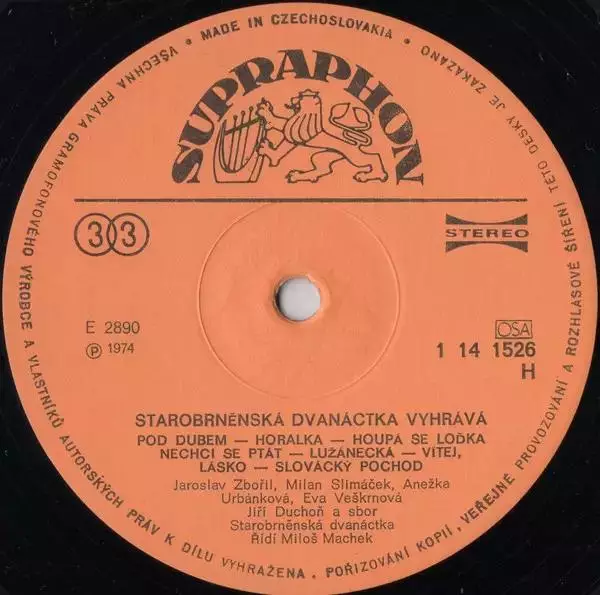 VŠECHNA PRÁVA GRAMOFONOVÉHO VÝROBCE A VLASTNÍKŮ AUTORSKÝCH PRÁV K DÍLU VYHRAŽENA. POŘIZOVÁNÍ KOPIÍ, VEŘEJNÉ PROVOZOVÁNÍ A ROZHLASOVÉ ŠÍŘENÍ TÉTO DESKY JE ZAKÁZÁNO • MADE IN CZECHOSLOVAKIA •
SUPRAPHON
33
STEREO
E 2890
Ⓟ 1974
OSA
1 14 1526
H
STAROBRNĚNSKÁ DVANÁCTKA VYHRÁVÁ
POD DUBEM — HORALKA — HOUPÁ SE LOĎKA
NECHCI SE PTÁT — LUŽÁNECKÁ — VÍTEJ,
LÁSKO — SLOVÁCKÝ POCHOD
Jaroslav Zbořil, Milan Slimáček, Anežka
Urbánková, Eva Veškrnová
Jiří Duchoň a sbor
Starobrněnská dvanáctka
Řídí Miloš Machek